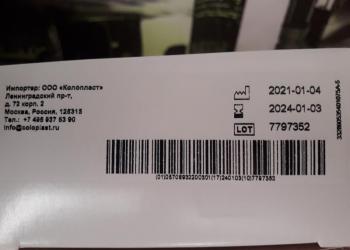 Импортер: ООО «Колопласт»
Ленинградский пр-т,
д. 72 корп. 2
Москва, Россия, 125315
Тел.: +7 495 937 53 90
info@coloplast.ru
2021-01-04
2024-01-03
LOT 7797352